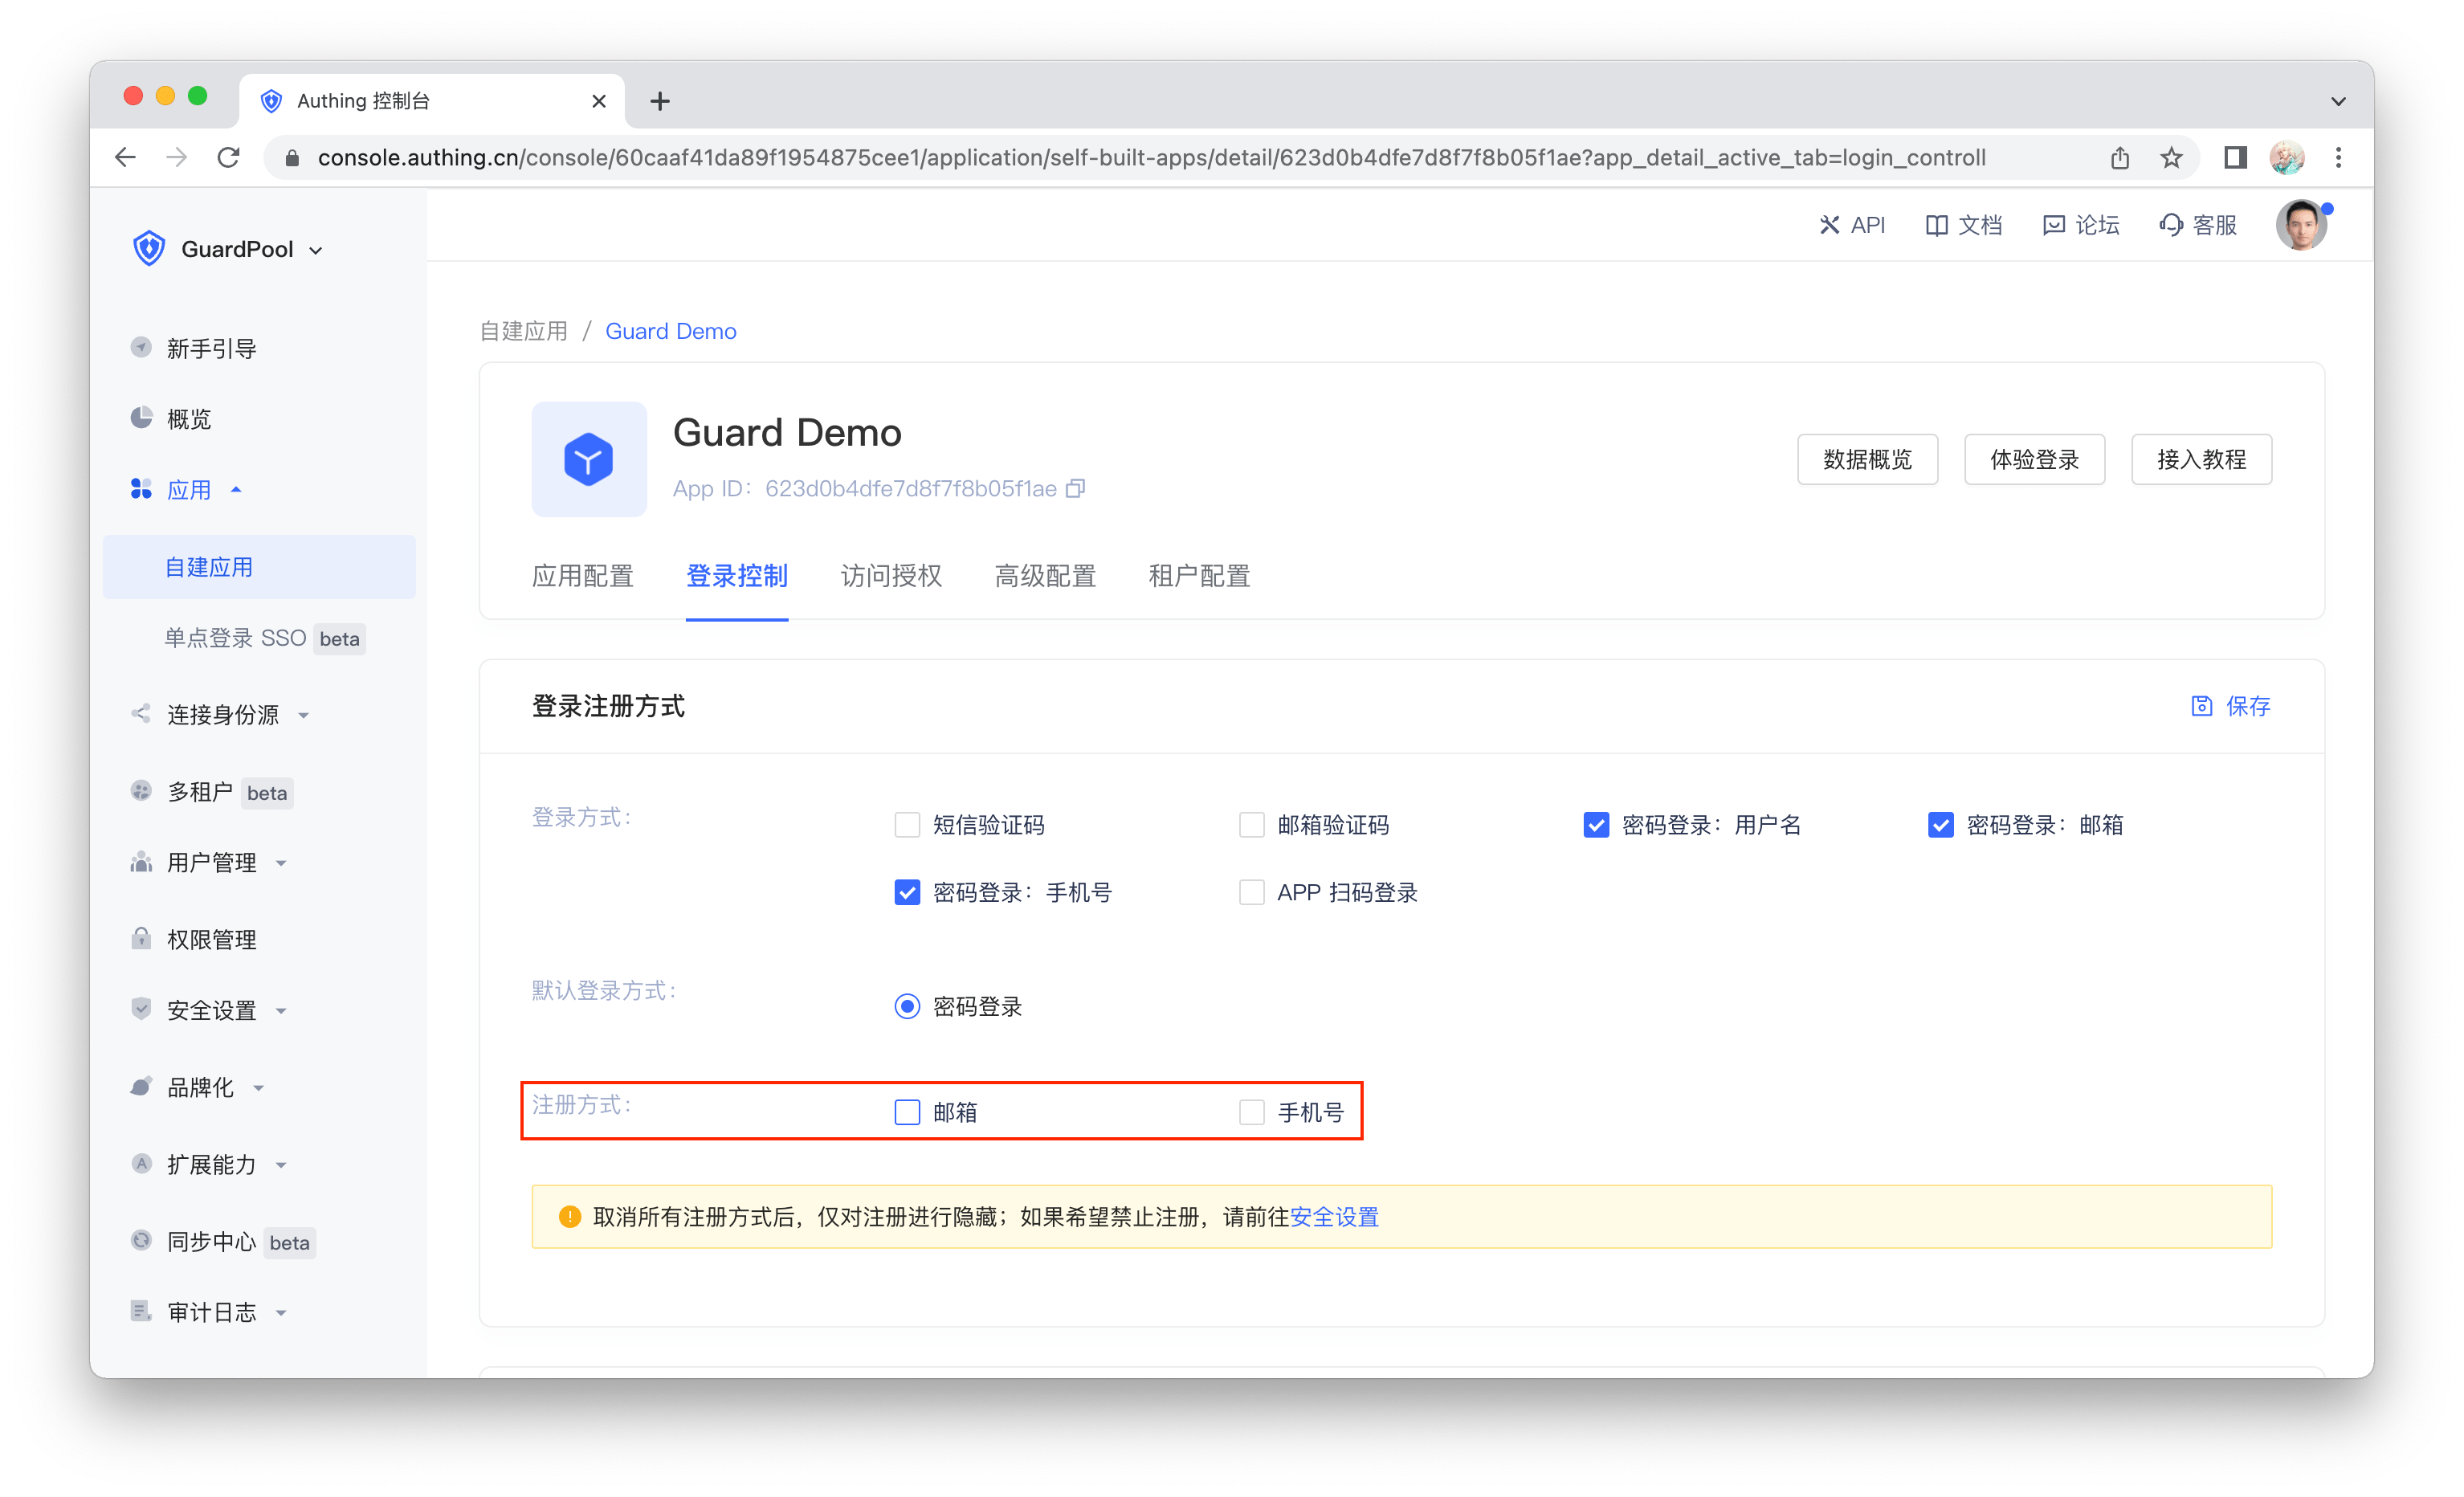 Authing 控制台
console.authing.cn/console/60caaf41da89f1954875cee1/application/self-built-apps/detail/623d0b4dfe7d8f7f8b05f1ae?app_detail_active_tab=login_controll
GuardPool
API 文档 论坛 客服
新手引导
概览
应用
自建应用
单点登录 SSO beta
连接身份源
多租户 beta
用户管理
权限管理
安全设置
品牌化
扩展能力
同步中心 beta
审计日志
自建应用 / Guard Demo
Guard Demo
App ID：623d0b4dfe7d8f7f8b05f1ae
数据概览 体验登录 接入教程
应用配置 登录控制 访问授权 高级配置 租户配置
登录注册方式 保存
登录方式： 短信验证码 邮箱验证码 密码登录：用户名 密码登录：邮箱
密码登录：手机号 APP 扫码登录
默认登录方式： 密码登录
注册方式： 邮箱 手机号
取消所有注册方式后，仅对注册进行隐藏；如果希望禁止注册，请前往安全设置